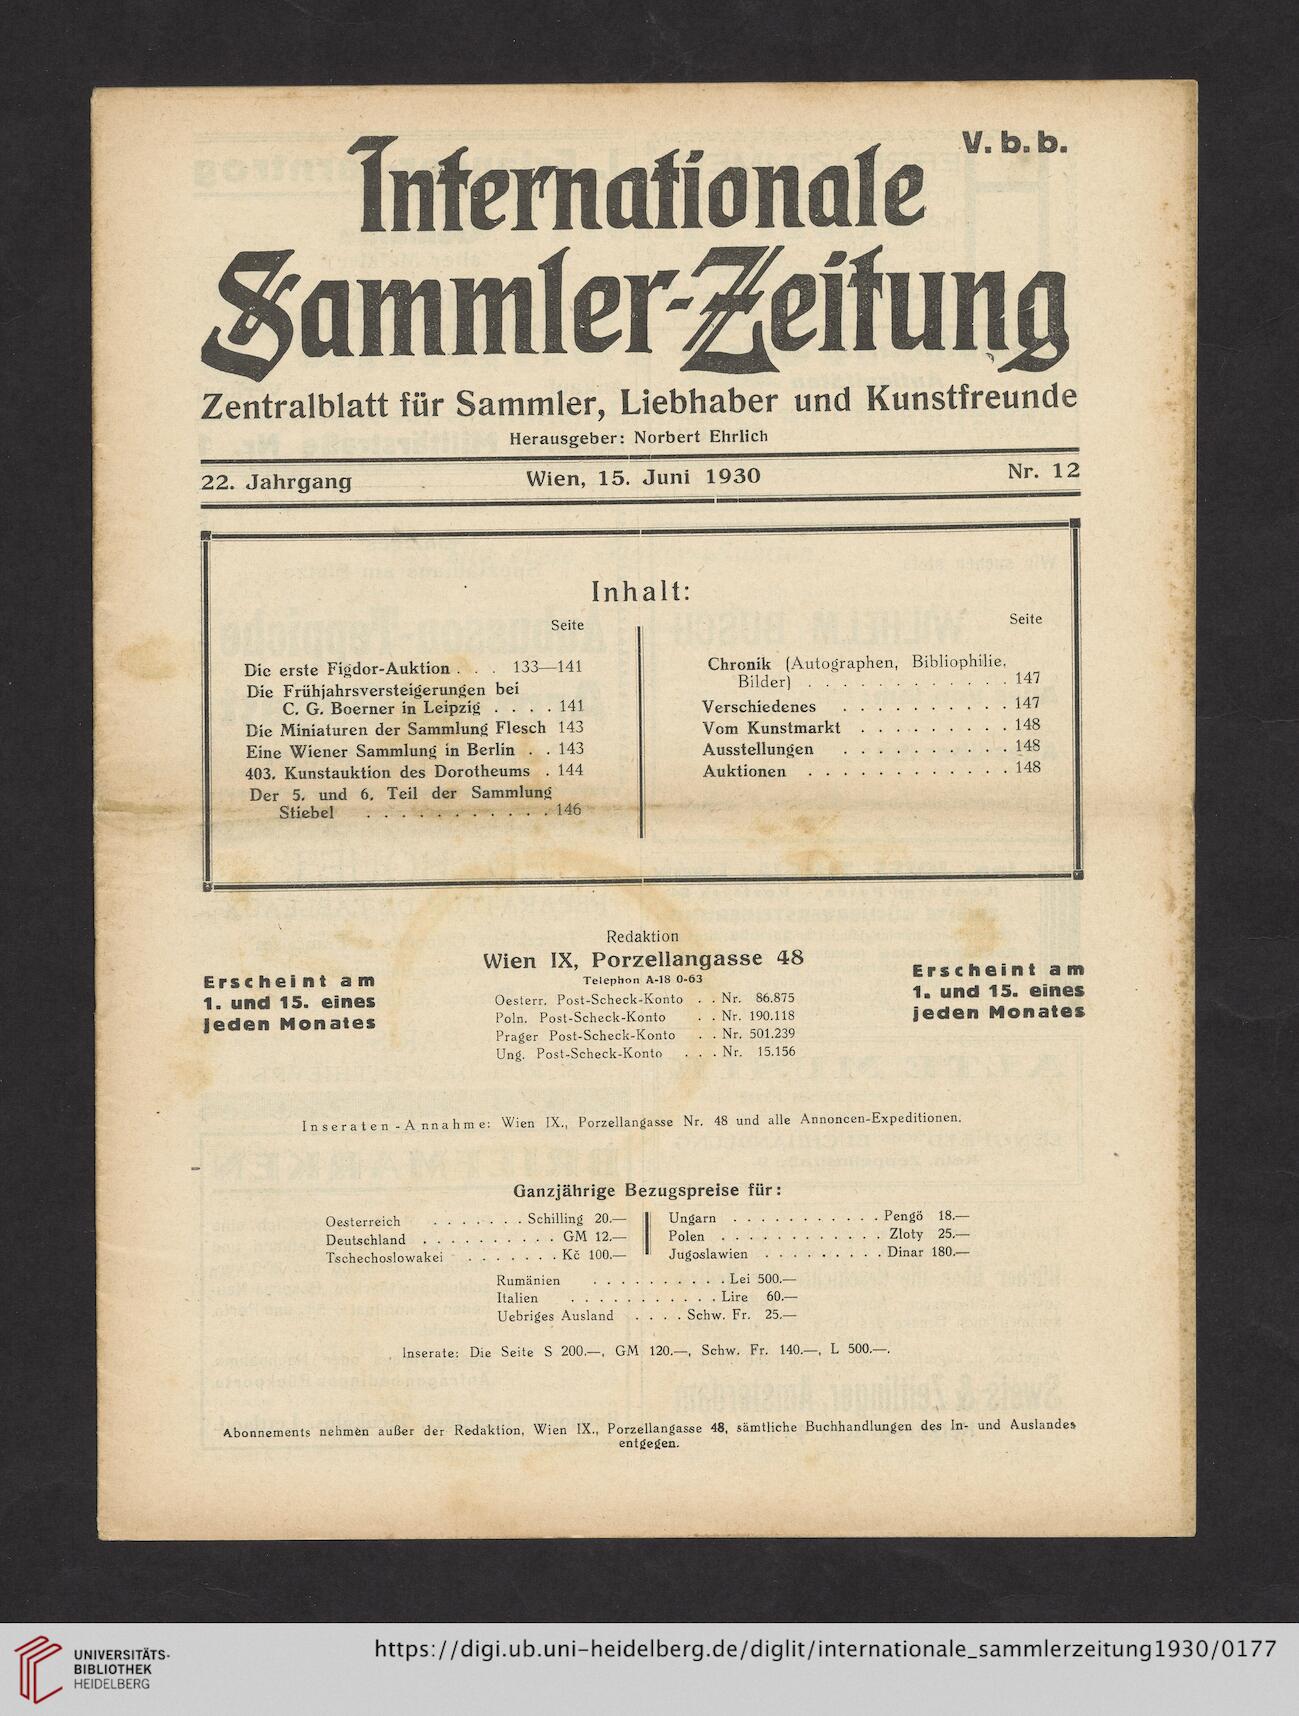 V. b. b.
Internationale
Sammler-Zeitung
Zentralblatt für Sammler, Liebhaber und Kunstfreunde
Herausgeber: Norbert Ehrlich
22. Jahrgang Wien, 15. Juni 1930 Nr. 12
Inhalt:
Seite
Die erste Figdor-Auktion . . . 133—141
Die Frühjahrsversteigerungen bei
C. G. Boerner in Leipzig . . . . 141
Die Miniaturen der Sammlung Flesch 143
Eine Wiener Sammlung in Berlin . . 143
403. Kunstauktion des Dorotheums . 144
Der 5. und 6. Teil der Sammlung
Stiebel . . . . . . . . . . . 146
Seite
Chronik (Autographen, Bibliophilie,
Bilder) . . . . . . . . . . . . 147
Verschiedenes . . . . . . . . . . 147
Vom Kunstmarkt . . . . . . . . . 148
Ausstellungen . . . . . . . . . . 148
Auktionen . . . . . . . . . . . . 148
Erscheint am
1. und 15. eines
jeden Monates
Redaktion
Wien IX, Porzellangasse 48
Telephon A-18 0-63
Oesterr. Post-Scheck-Konto . . Nr. 86.875
Poln. Post-Scheck-Konto . . Nr. 190.118
Prager Post-Scheck-Konto . . Nr. 501.239
Ung. Post-Scheck-Konto . . . Nr. 15.156
Erscheint am
1. und 15. eines
jeden Monates
Inseraten-Annahme: Wien IX., Porzellangasse Nr. 48 und alle Annoncen-Expeditionen.
Ganzjährige Bezugspreise für:
Oesterreich . . . . . . . Schilling 20.—
Deutschland . . . . . . . . . . GM 12.—
Tschechoslowakei . . . . . . . Kč 100.—
Ungarn . . . . . . . . . . . Pengö 18.—
Polen . . . . . . . . . . . . Zloty 25.—
Jugoslawien . . . . . . . . . Dinar 180.—
Rumänien . . . . . . . . . . Lei 500.—
Italien . . . . . . . . . . . Lire 60.—
Uebriges Ausland . . . . Schw. Fr. 25.—
Inserate: Die Seite S 200.—, GM 120.—, Schw. Fr. 140.—, L 500.—.
Abonnements nehmen außer der Redaktion, Wien IX., Porzellangasse 48, sämtliche Buchhandlungen des In- und Auslandes
entgegen.
UNIVERSITÄTS-
BIBLIOTHEK
HEIDELBERG
https://digi.ub.uni-heidelberg.de/diglit/internationale_sammlerzeitung1930/0177